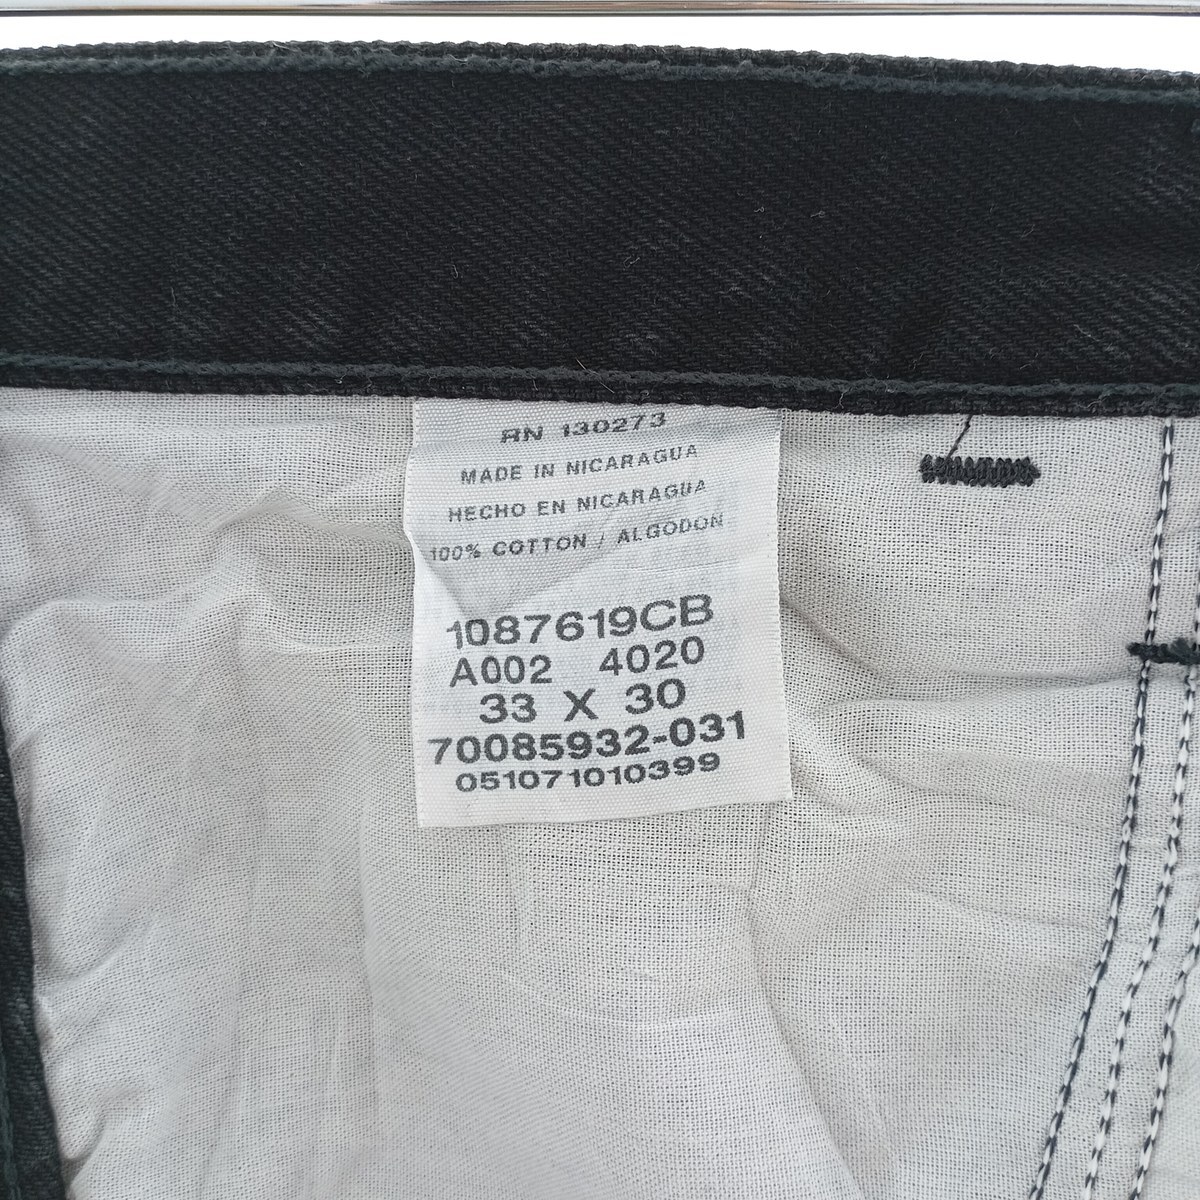 RN 130273
MADE IN NICARAGUA
HECHO EN NICARAGUA
100% COTTON / ALGODON
1087619CB
A002 4020
33 X 30
70085932-031
051071010399